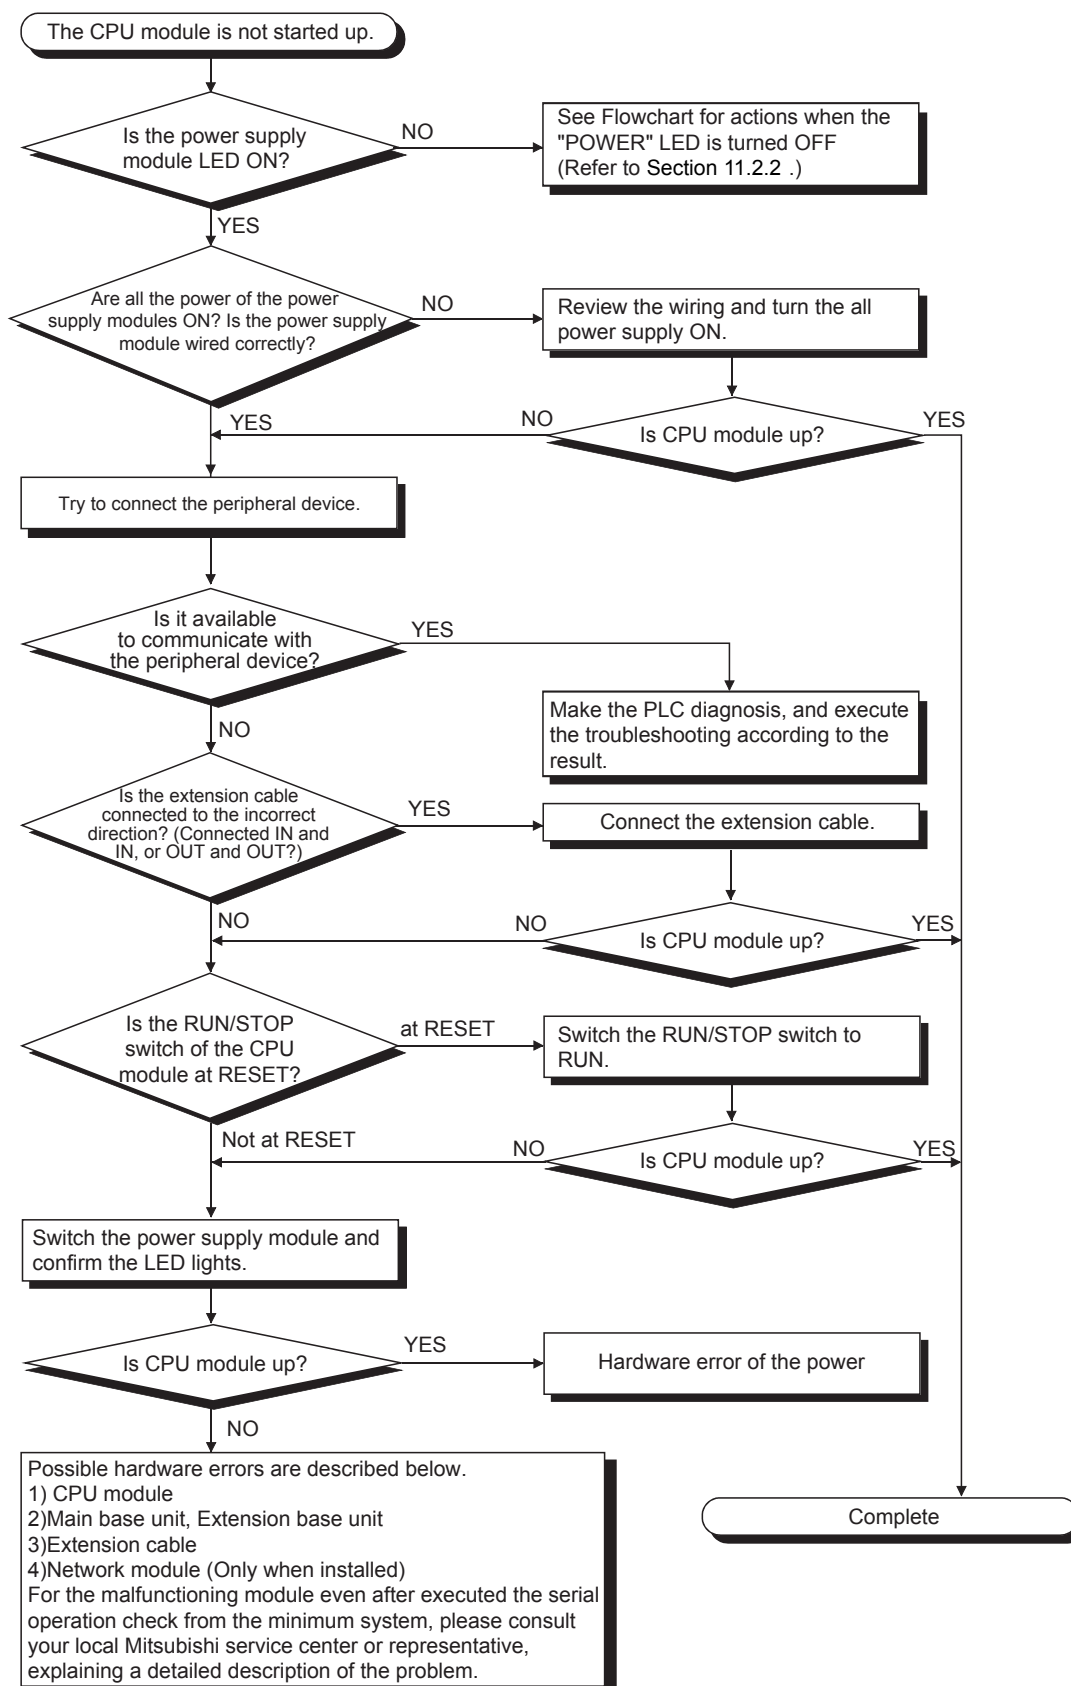 The CPU module is not started up.
Is the power supply
module LED ON?
NO
See Flowchart for actions when the
"POWER" LED is turned OFF
(Refer to Section 11.2.2 .)
YES
Are all the power of the power
supply modules ON? Is the power supply
module wired correctly?
NO
Review the wiring and turn the all
power supply ON.
YES
NO
Is CPU module up?
YES
Try to connect the peripheral device.
Is it available
to communicate with
the peripheral device?
YES
Make the PLC diagnosis, and execute
the troubleshooting according to the
result.
NO
Is the extension cable
connected to the incorrect
direction? (Connected IN and
IN, or OUT and OUT?)
YES
Connect the extension cable.
NO
NO
Is CPU module up?
YES
Is the RUN/STOP
switch of the CPU
module at RESET?
at RESET
Switch the RUN/STOP switch to
RUN.
Not at RESET
NO
Is CPU module up?
YES
Switch the power supply module and
confirm the LED lights.
Is CPU module up?
YES
Hardware error of the power
NO
Possible hardware errors are described below.
1) CPU module
2)Main base unit, Extension base unit
3)Extension cable
4)Network module (Only when installed)
For the malfunctioning module even after executed the serial
operation check from the minimum system, please consult
your local Mitsubishi service center or representative,
explaining a detailed description of the problem.
Complete